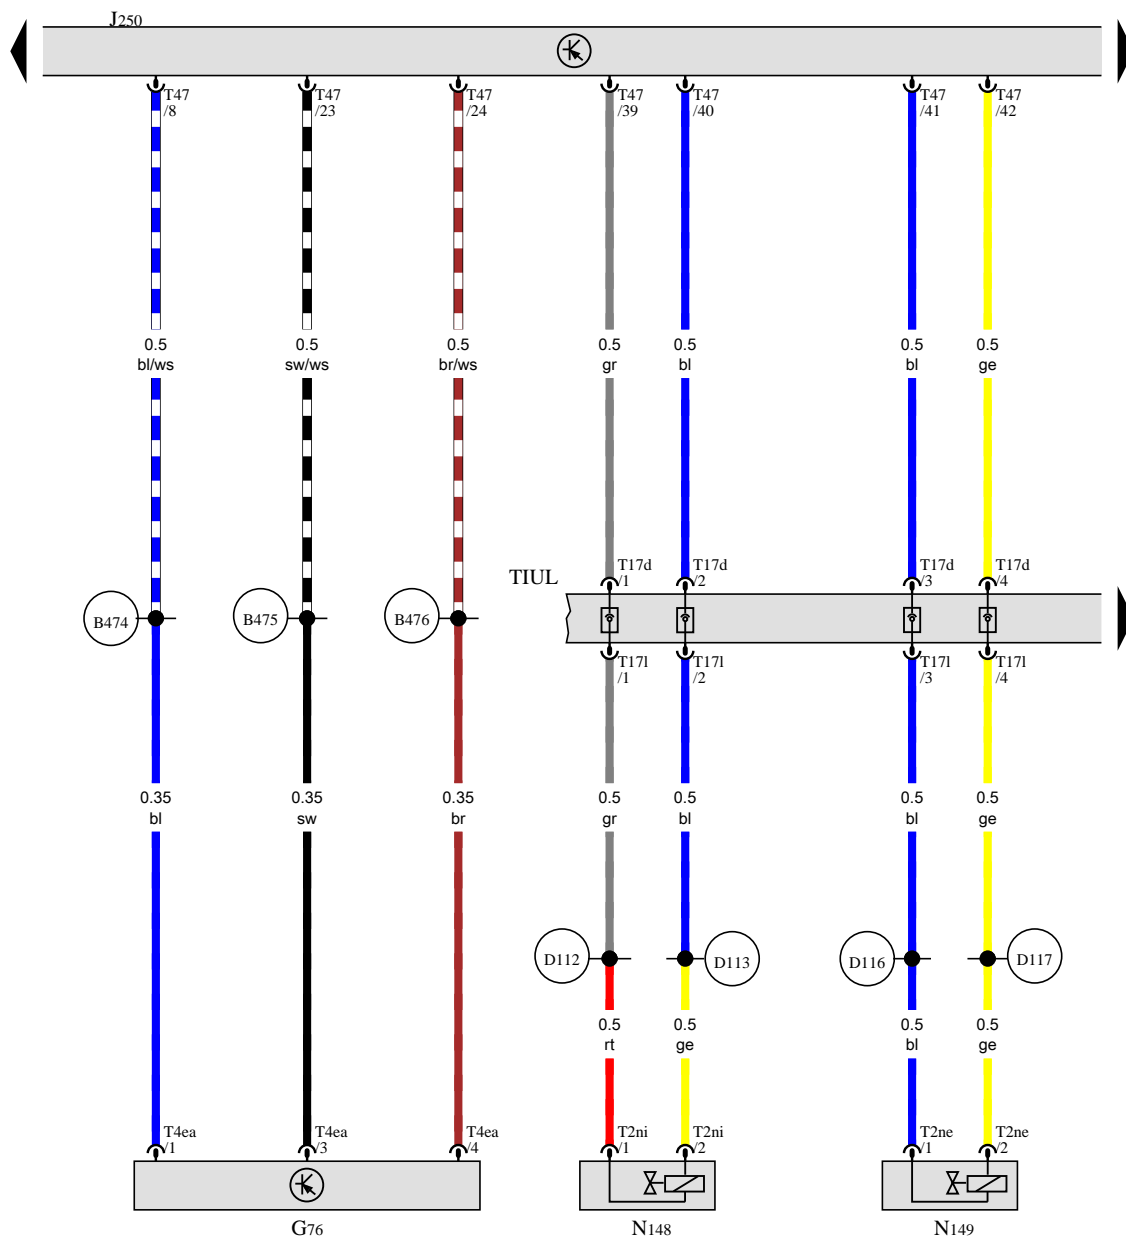 J250
T47 T47 T47 T47 T47 T47 T47
/8 /23 /24 /39 /40 /41 /42
0.5 0.5 0.5 0.5 0.5 0.5 0.5
bl/ws sw/ws br/ws gr bl bl ge
TIUL T17d T17d T17d T17d
/1 /2 /3 /4
B474 B475 B476
T17l T17l T17l T17l
/1 /2 /3 /4
0.35 0.35 0.35 0.5 0.5 0.5 0.5
bl sw br gr bl bl ge
D112 D113 D116 D117
0.5 0.5 0.5 0.5
rt ge bl ge
T4ea T4ea T4ea T2ni T2ni T2ne T2ne
/1 /3 /4 /1 /2 /1 /2
G76 N148 N149